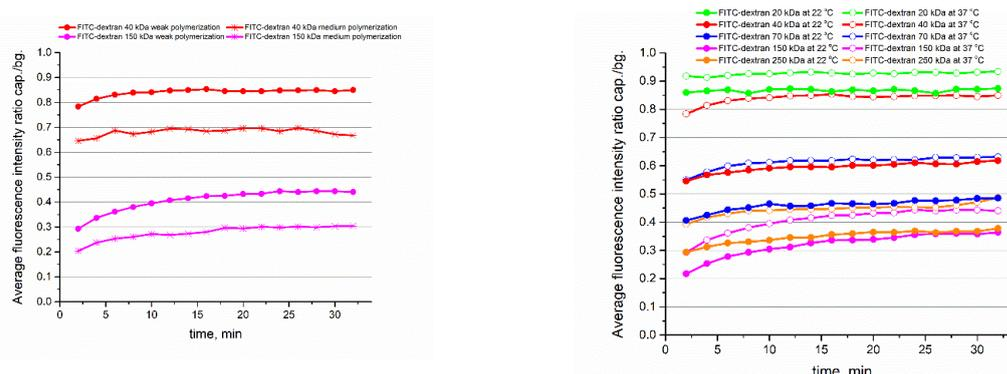 FITC-dextran 40 kDa weak polymerization FITC-dextran 40 kDa medium polymerization
FITC-dextran 150 kDa weak polymerization FITC-dextran 150 kDa medium polymerization
Average fluorescence intensity ratio cap./bg.
1.0
0.9
0.8
0.7
0.6
0.5
0.4
0.3
0.2
0.1
0.0
0 5 10 15 20 25 30
time, min
FITC-dextran 20 kDa at 22 °C FITC-dextran 20 kDa at 37 °C
FITC-dextran 40 kDa at 22 °C FITC-dextran 40 kDa at 37 °C
FITC-dextran 70 kDa at 22 °C FITC-dextran 70 kDa at 37 °C
FITC-dextran 150 kDa at 22 °C FITC-dextran 150 kDa at 37 °C
FITC-dextran 250 kDa at 22 °C FITC-dextran 250 kDa at 37 °C
Average fluorescence intensity ratio cap./bg.
1.0
0.9
0.8
0.7
0.6
0.5
0.4
0.3
0.2
0.1
0.0
0 5 10 15 20 25 30
time, min